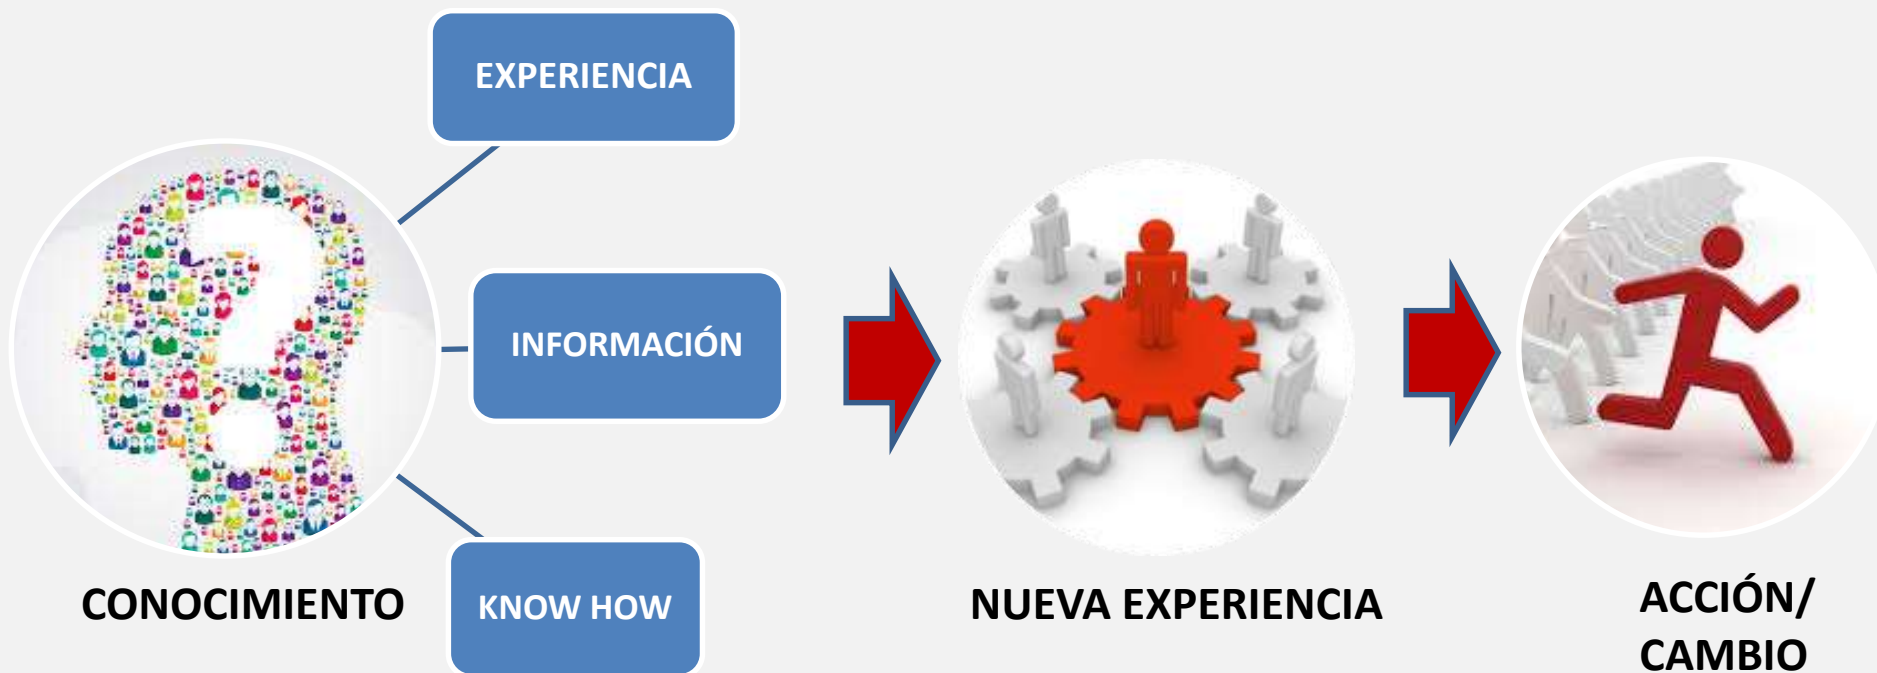 EXPERIENCIA
INFORMACIÓN
KNOW HOW
CONOCIMIENTO
NUEVA EXPERIENCIA
ACCIÓN/
CAMBIO